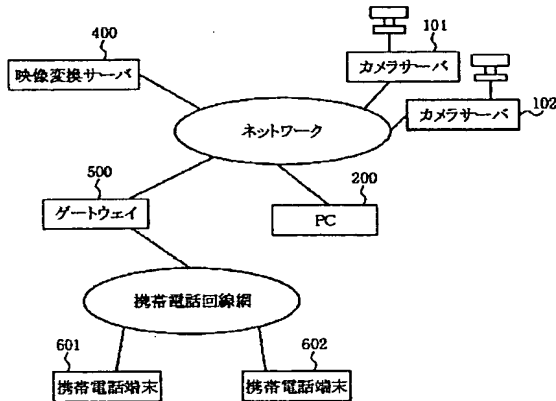 400
映像変換サーバ
101
カメラサーバ
カメラサーバ
102
ネットワーク
500
ゲートウェイ
200
PC
携帯電話回線網
601
携帯電話端末
602
携帯電話端末